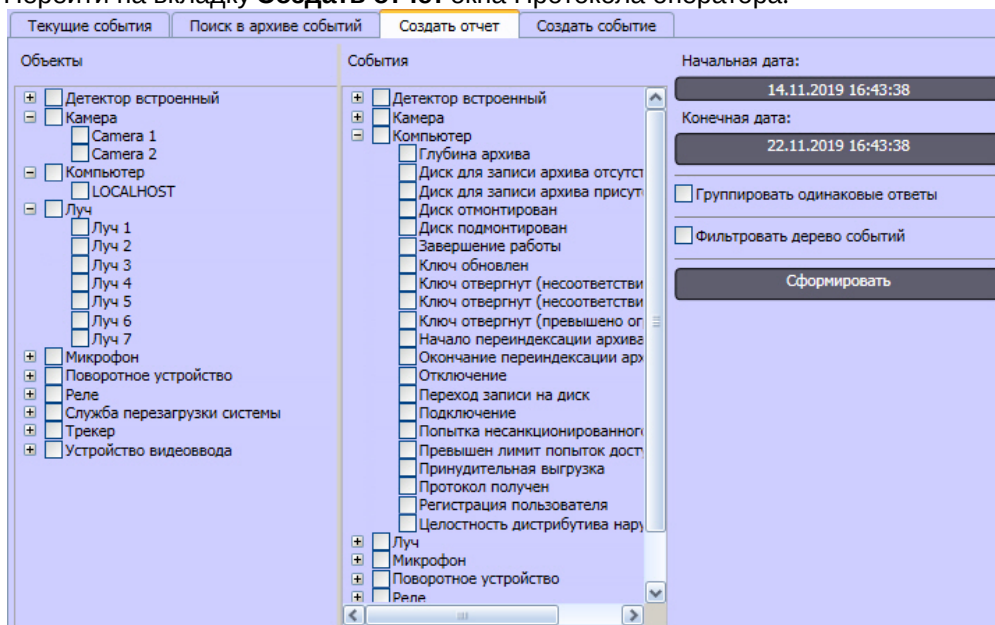 Перейти на вкладку Создать отчет окна Протокола оператора.
Текущие события
Поиск в архиве событий
Создать отчет
Создать событие
Объекты
Детектор встроенный
Камера
Camera 1
Camera 2
Компьютер
LOCALHOST
Луч
Луч 1
Луч 2
Луч 3
Луч 4
Луч 5
Луч 6
Луч 7
Микрофон
Поворотное устройство
Реле
Служба перезагрузки системы
Трекер
Устройство видеоввода
События
Детектор встроенный
Камера
Компьютер
Глубина архива
Диск для записи архива отсутст
Диск для записи архива присут
Диск отмонтирован
Диск подмонтирован
Завершение работы
Ключ обновлен
Ключ отвергнут (несоответстви
Ключ отвергнут (несоответстви
Ключ отвергнут (превышено ог
Начало переиндексации архива
Окончание переиндексации арх
Отключение
Переход записи на диск
Подключение
Попытка несанкционированног
Превышен лимит попыток дост
Принудительная выгрузка
Протокол получен
Регистрация пользователя
Целостность дистрибутива нару
Луч
Микрофон
Поворотное устройство
Реле
Начальная дата:
14.11.2019 16:43:38
Конечная дата:
22.11.2019 16:43:38
Группировать одинаковые ответы
Фильтровать дерево событий
Сформировать